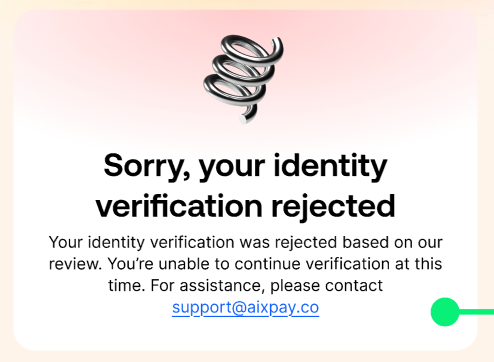 Sorry, your identity
verification rejected
Your identity verification was rejected based on our
review. You’re unable to continue verification at this
time. For assistance, please contact
support@aixpay.co